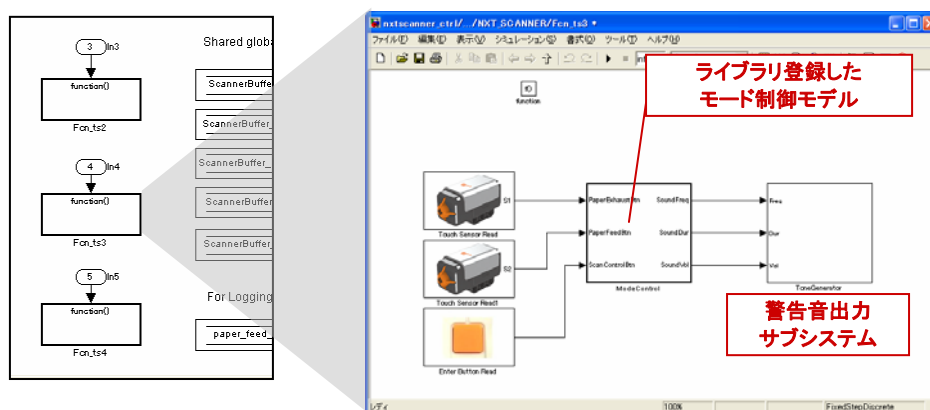 3
In3
function()
Fcn_ts2
4
In4
function()
Fcn_ts3
5
In5
function()
Fcn_ts4
Shared globa
ScannerBuffe
ScannerBuffer_
ScannerBuffer_
ScannerBuffer
ScannerBuffer_
For Logging
paper_feed_
nxtscanner_ctrl/.../NXT_SCANNER/Fcn_ts3 *
ファイル(F) 編集(E) 表示(V) シミュレーション(S) 書式(O) ツール(T) ヘルプ(H)
ライブラリ登録した
モード制御モデル
function
S1
Touch Sensor Read
S2
Touch Sensor Read1
Enter Button Read
PaperExhaustBtn
SoundFreq
PaperFeedBtn
SoundDur
ScanControlBtn
SoundVol
ModeControl
Freq
Dur
Vol
ToneGenerator
警告音出力
サブシステム
レディ
100%
FixedStepDiscrete